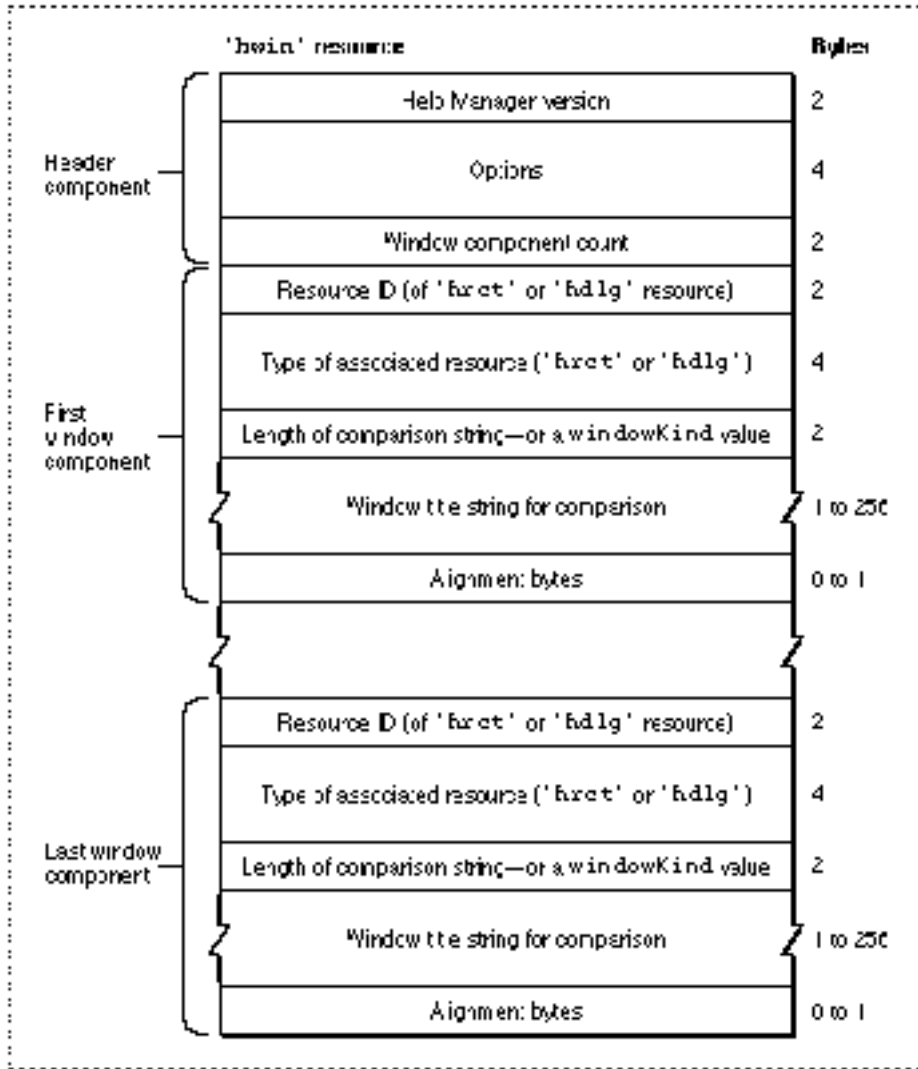 'hwin' resource Bytes
Help Manager version 2
Header
component
Options 4
Window component count 2
Resource ID (of 'hrct' or 'hdlg' resource) 2
Type of associated resource ('hrct' or 'hdlg') 4
First
window
component
Length of comparison string—or a windowKind value 2
Window title string for comparison 1 to 256
Alignment bytes 0 to 1
Resource ID (of 'hrct' or 'hdlg' resource) 2
Type of associated resource ('hrct' or 'hdlg') 4
Last window
component
Length of comparison string—or a windowKind value 2
Window title string for comparison 1 to 256
Alignment bytes 0 to 1